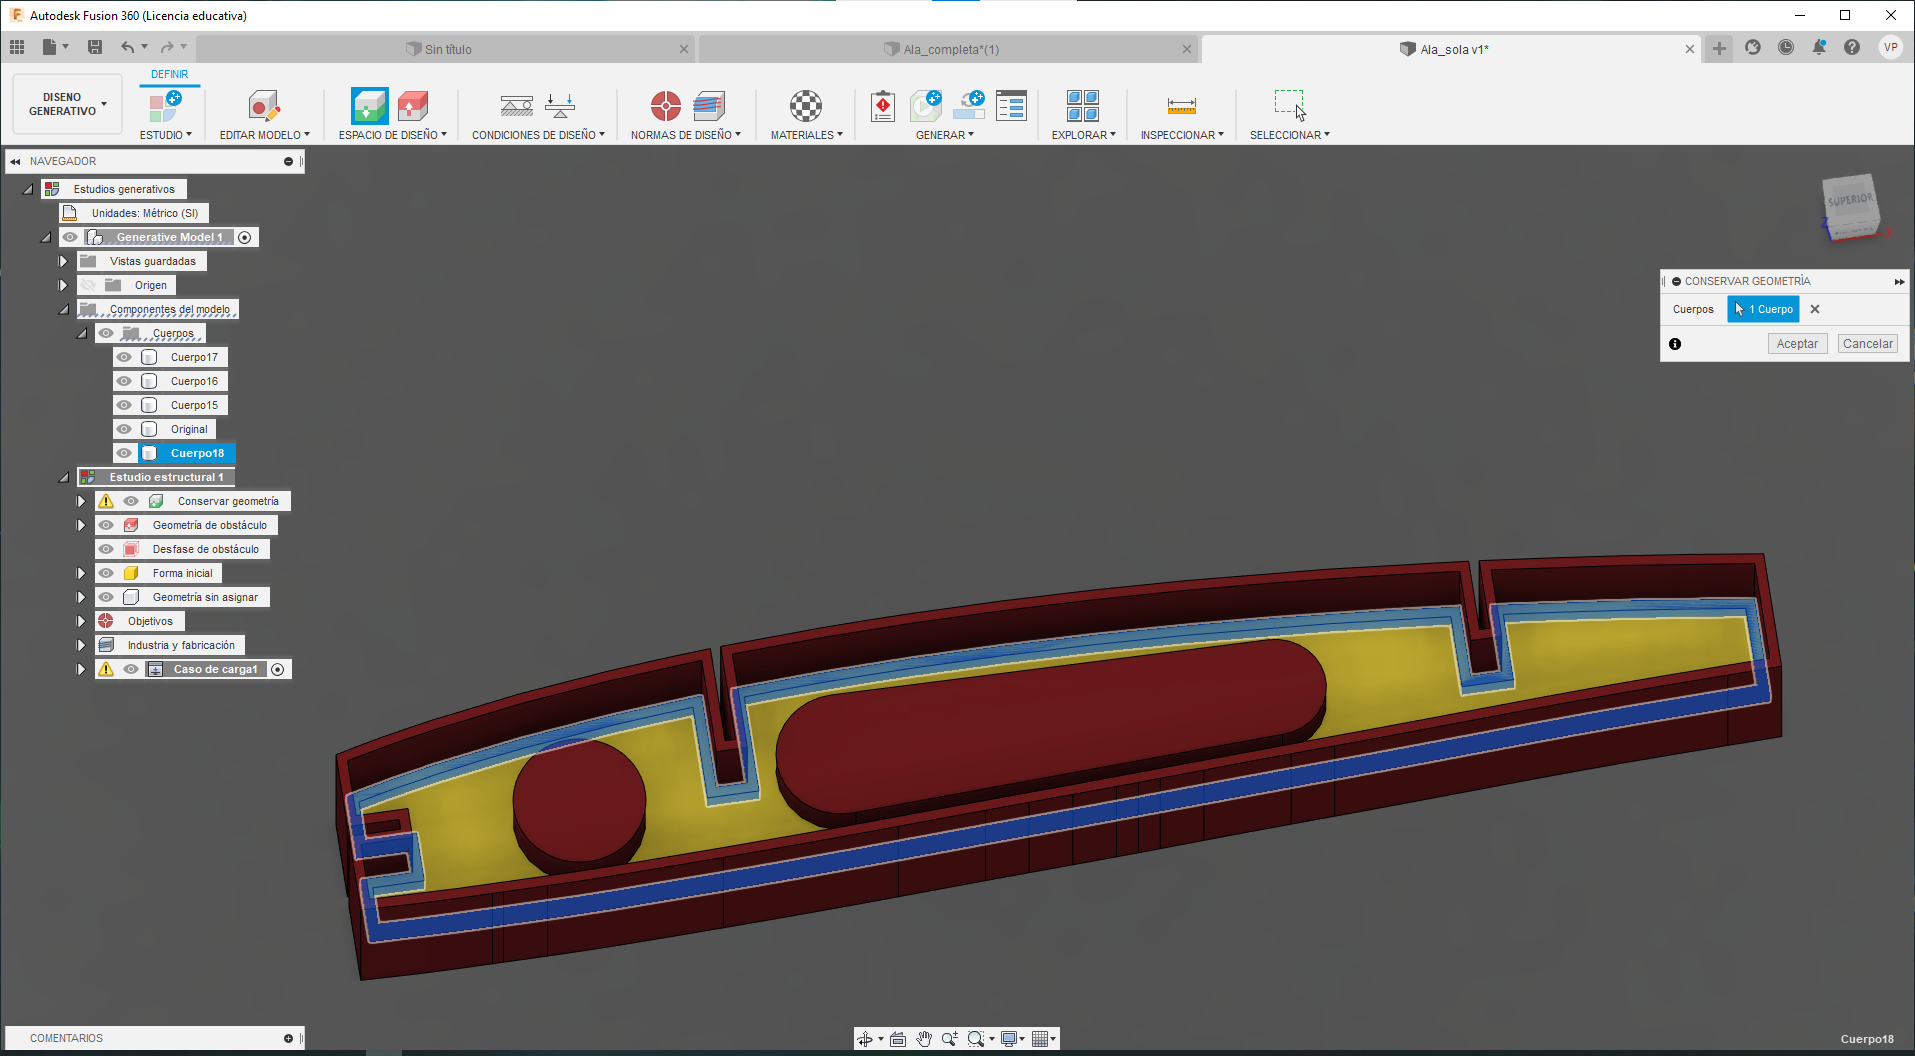 Autodesk Fusion 360 (Licencia educativa)
Sin título
Ala_completa*(1)
Ala_sola v1*
VP
DEFINIR
DISEÑO
GENERATIVO
ESTUDIO
EDITAR MODELO
ESPACIO DE DISEÑO
CONDICIONES DE DISEÑO
NORMAS DE DISEÑO
MATERIALES
GENERAR
EXPLORAR
INSPECCIONAR
SELECCIONAR
NAVEGADOR
Estudios generativos
Unidades: Métrico (SI)
Generative Model 1
Vistas guardadas
Origen
Componentes del modelo
Cuerpos
Cuerpo17
Cuerpo16
Cuerpo15
Original
Cuerpo18
Estudio estructural 1
Conservar geometría
Geometría de obstáculo
Desfase de obstáculo
Forma inicial
Geometría sin asignar
Objetivos
Industria y fabricación
Caso de carga1
SUPERIOR
Z
X
CONSERVAR GEOMETRÍA
Cuerpos
1 Cuerpo
Aceptar
Cancelar
COMENTARIOS
Cuerpo18